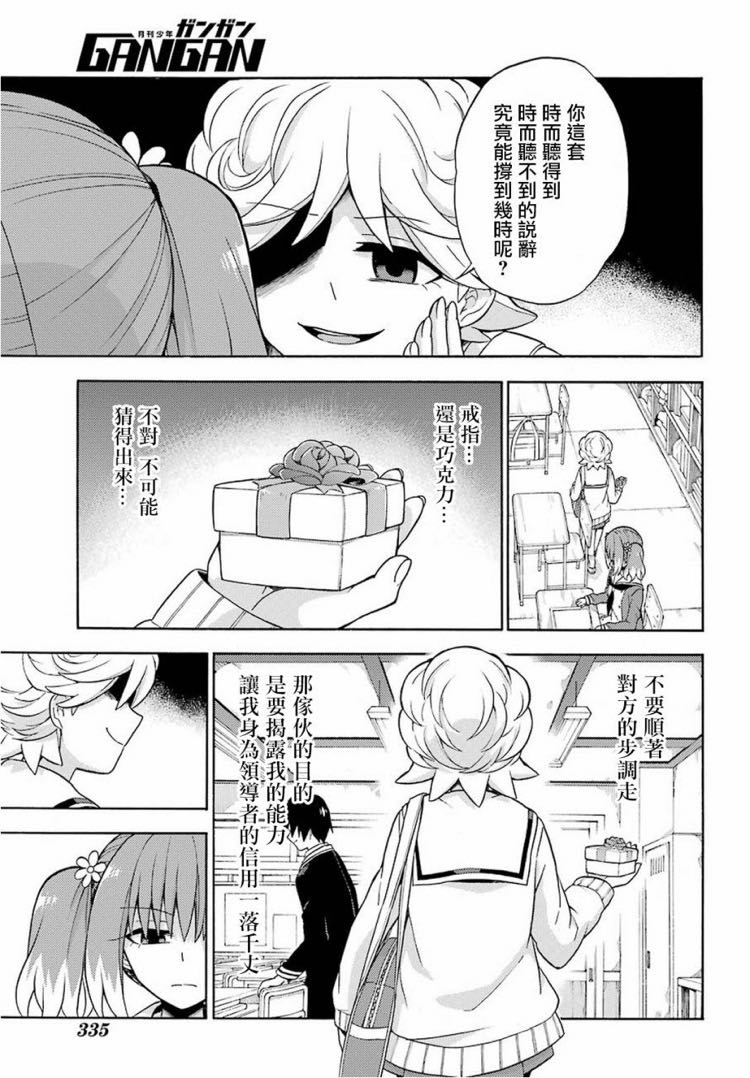 月刊少年
ガンガン
GANGAN
你這套
時而聽得到
時而聽不到的說辭
究竟能撐到幾時呢?
戒指…
還是巧克力…
不對 不可能
猜得出來…
不要順著
對方的步調走
那傢伙的目的
是要揭露我的能力
讓我身為領導者的信用一落千丈
335